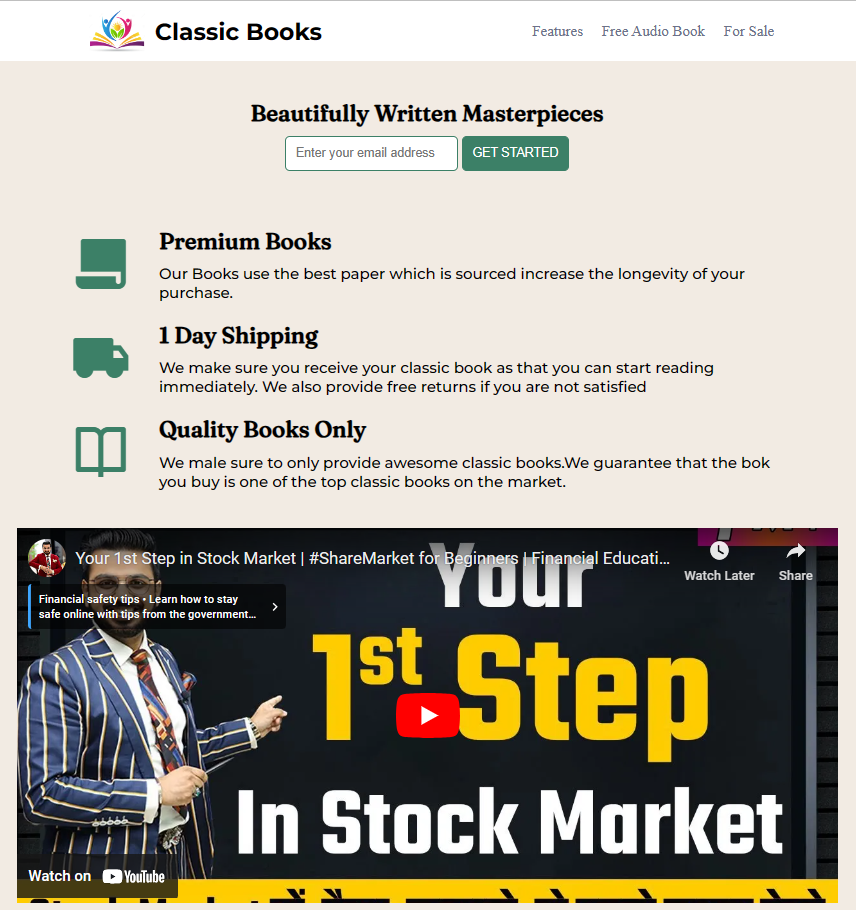 Classic Books
Features Free Audio Book For Sale
Beautifully Written Masterpieces
Enter your email address GET STARTED
Premium Books
Our Books use the best paper which is sourced increase the longevity of your
purchase.
1 Day Shipping
We make sure you receive your classic book as that you can start reading
immediately. We also provide free returns if you are not satisfied
Quality Books Only
We male sure to only provide awesome classic books.We guarantee that the bok
you buy is one of the top classic books on the market.
Your 1st Step in Stock Market | #ShareMarket for Beginners | Financial Educati...
Watch Later Share
Financial safety tips • Learn how to stay
safe online with tips from the government...
Your
1st Step
In Stock Market
Watch on YouTube
Stock Market